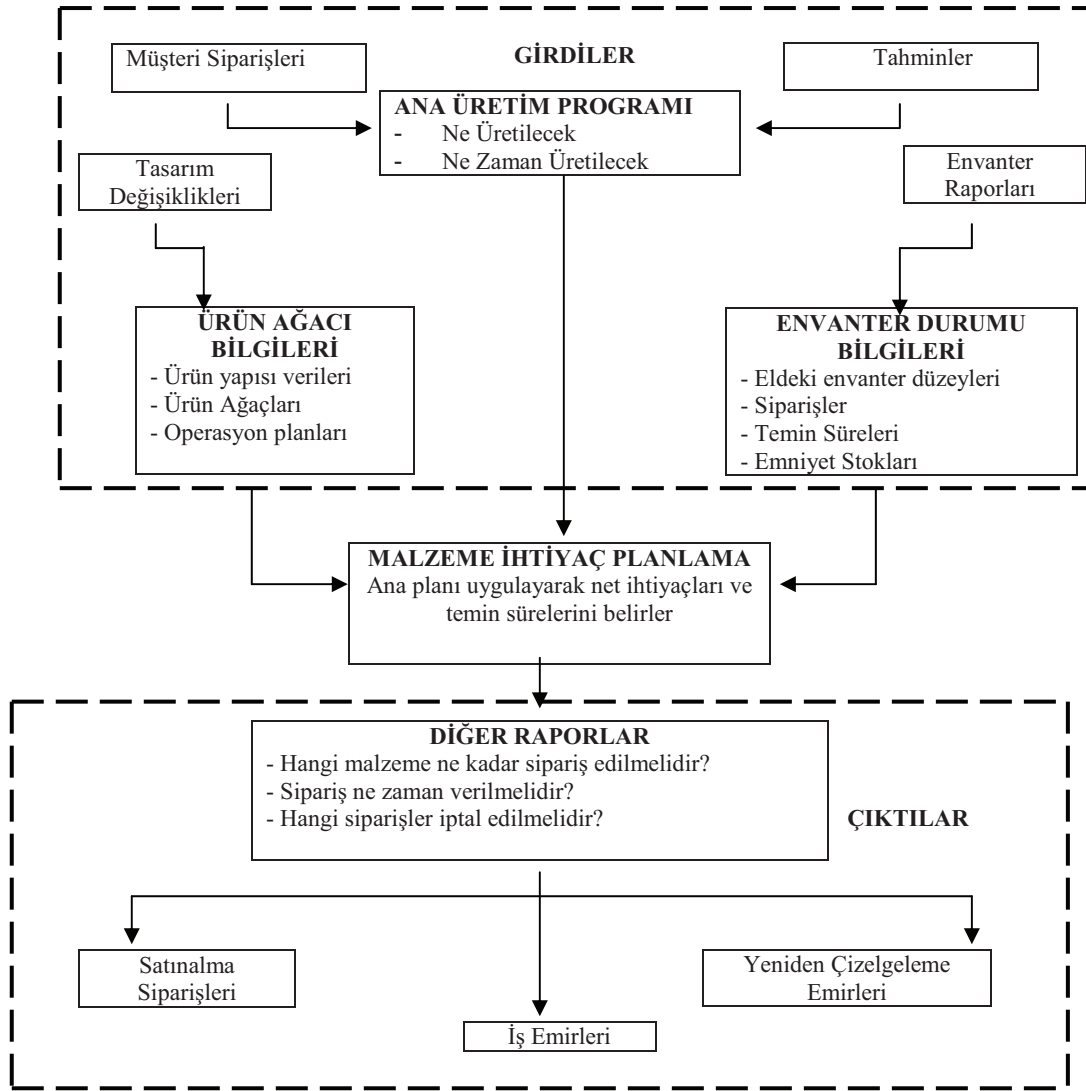 Müşteri Siparişleri
GİRDİLER
Tahminler
ANA ÜRETİM PROGRAMI
- Ne Üretilecek
- Ne Zaman Üretilecek
Tasarım
Değişiklikleri
Envanter
Raporları
ÜRÜN AĞACI
BİLGİLERİ
- Ürün yapısı verileri
- Ürün Ağaçları
- Operasyon planları
ENVANTER DURUMU
BİLGİLERİ
- Eldeki envanter düzeyleri
- Siparişler
- Temin Süreleri
- Emniyet Stokları
MALZEME İHTİYAÇ PLANLAMA
Ana planı uygulayarak net ihtiyaçları ve
temin sürelerini belirler
DİĞER RAPORLAR
- Hangi malzeme ne kadar sipariş edilmelidir?
- Sipariş ne zaman verilmelidir?
- Hangi siparişler iptal edilmelidir?
ÇIKTILAR
Satınalma
Siparişleri
Yeniden Çizelgeleme
Emirleri
İş Emirleri